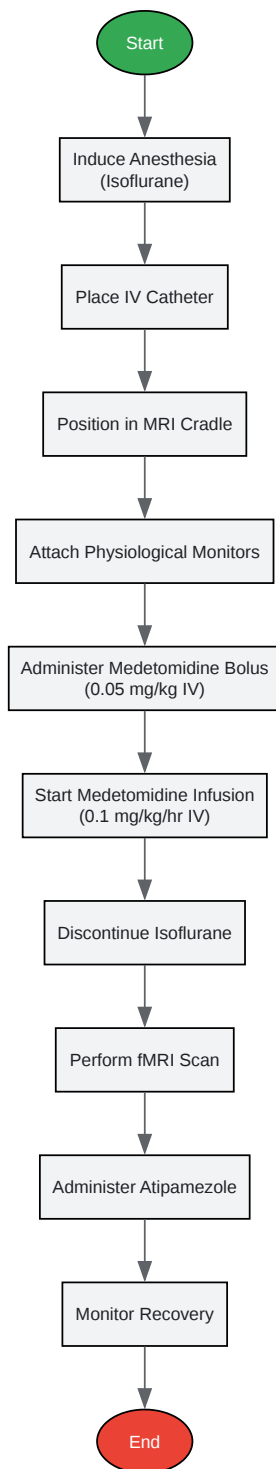 Start
Induce Anesthesia
(Isoflurane)
Place IV Catheter
Position in MRI Cradle
Attach Physiological Monitors
Administer Medetomidine Bolus
(0.05 mg/kg IV)
Start Medetomidine Infusion
(0.1 mg/kg/hr IV)
Discontinue Isoflurane
Perform fMRI Scan
Administer Atipamezole
Monitor Recovery
End